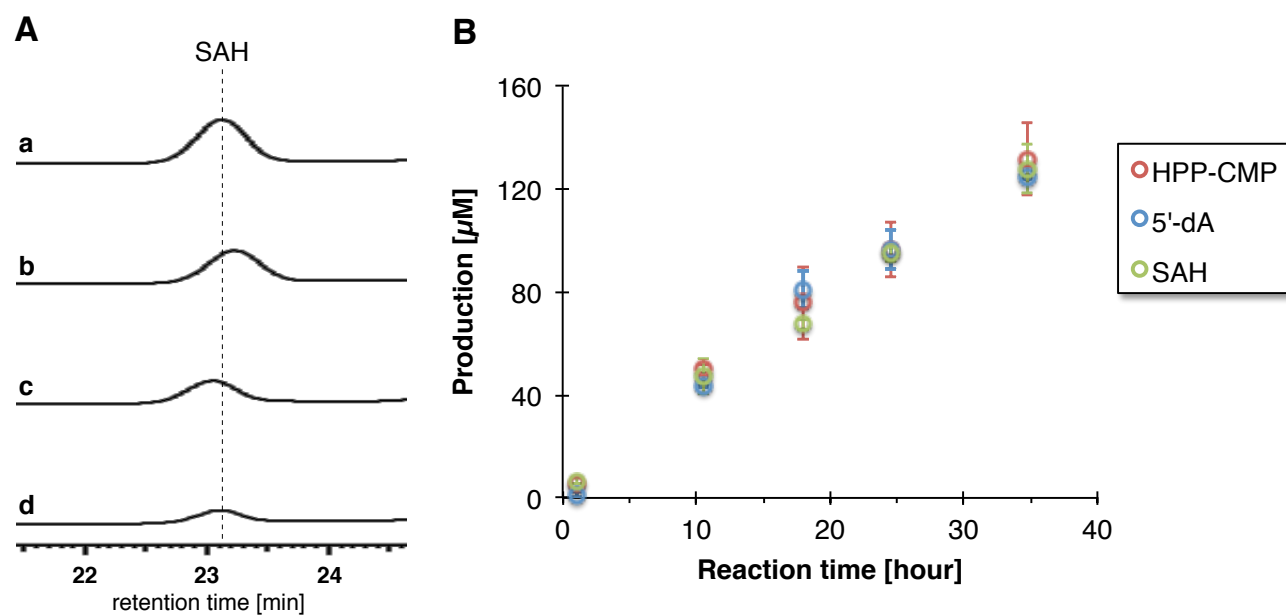 A
SAH
a
b
c
d
22 23 24
retention time [min]
B
Production [µM]
160
120
80
40
0
0 10 20 30 40
Reaction time [hour]
HPP-CMP
5'-dA
SAH